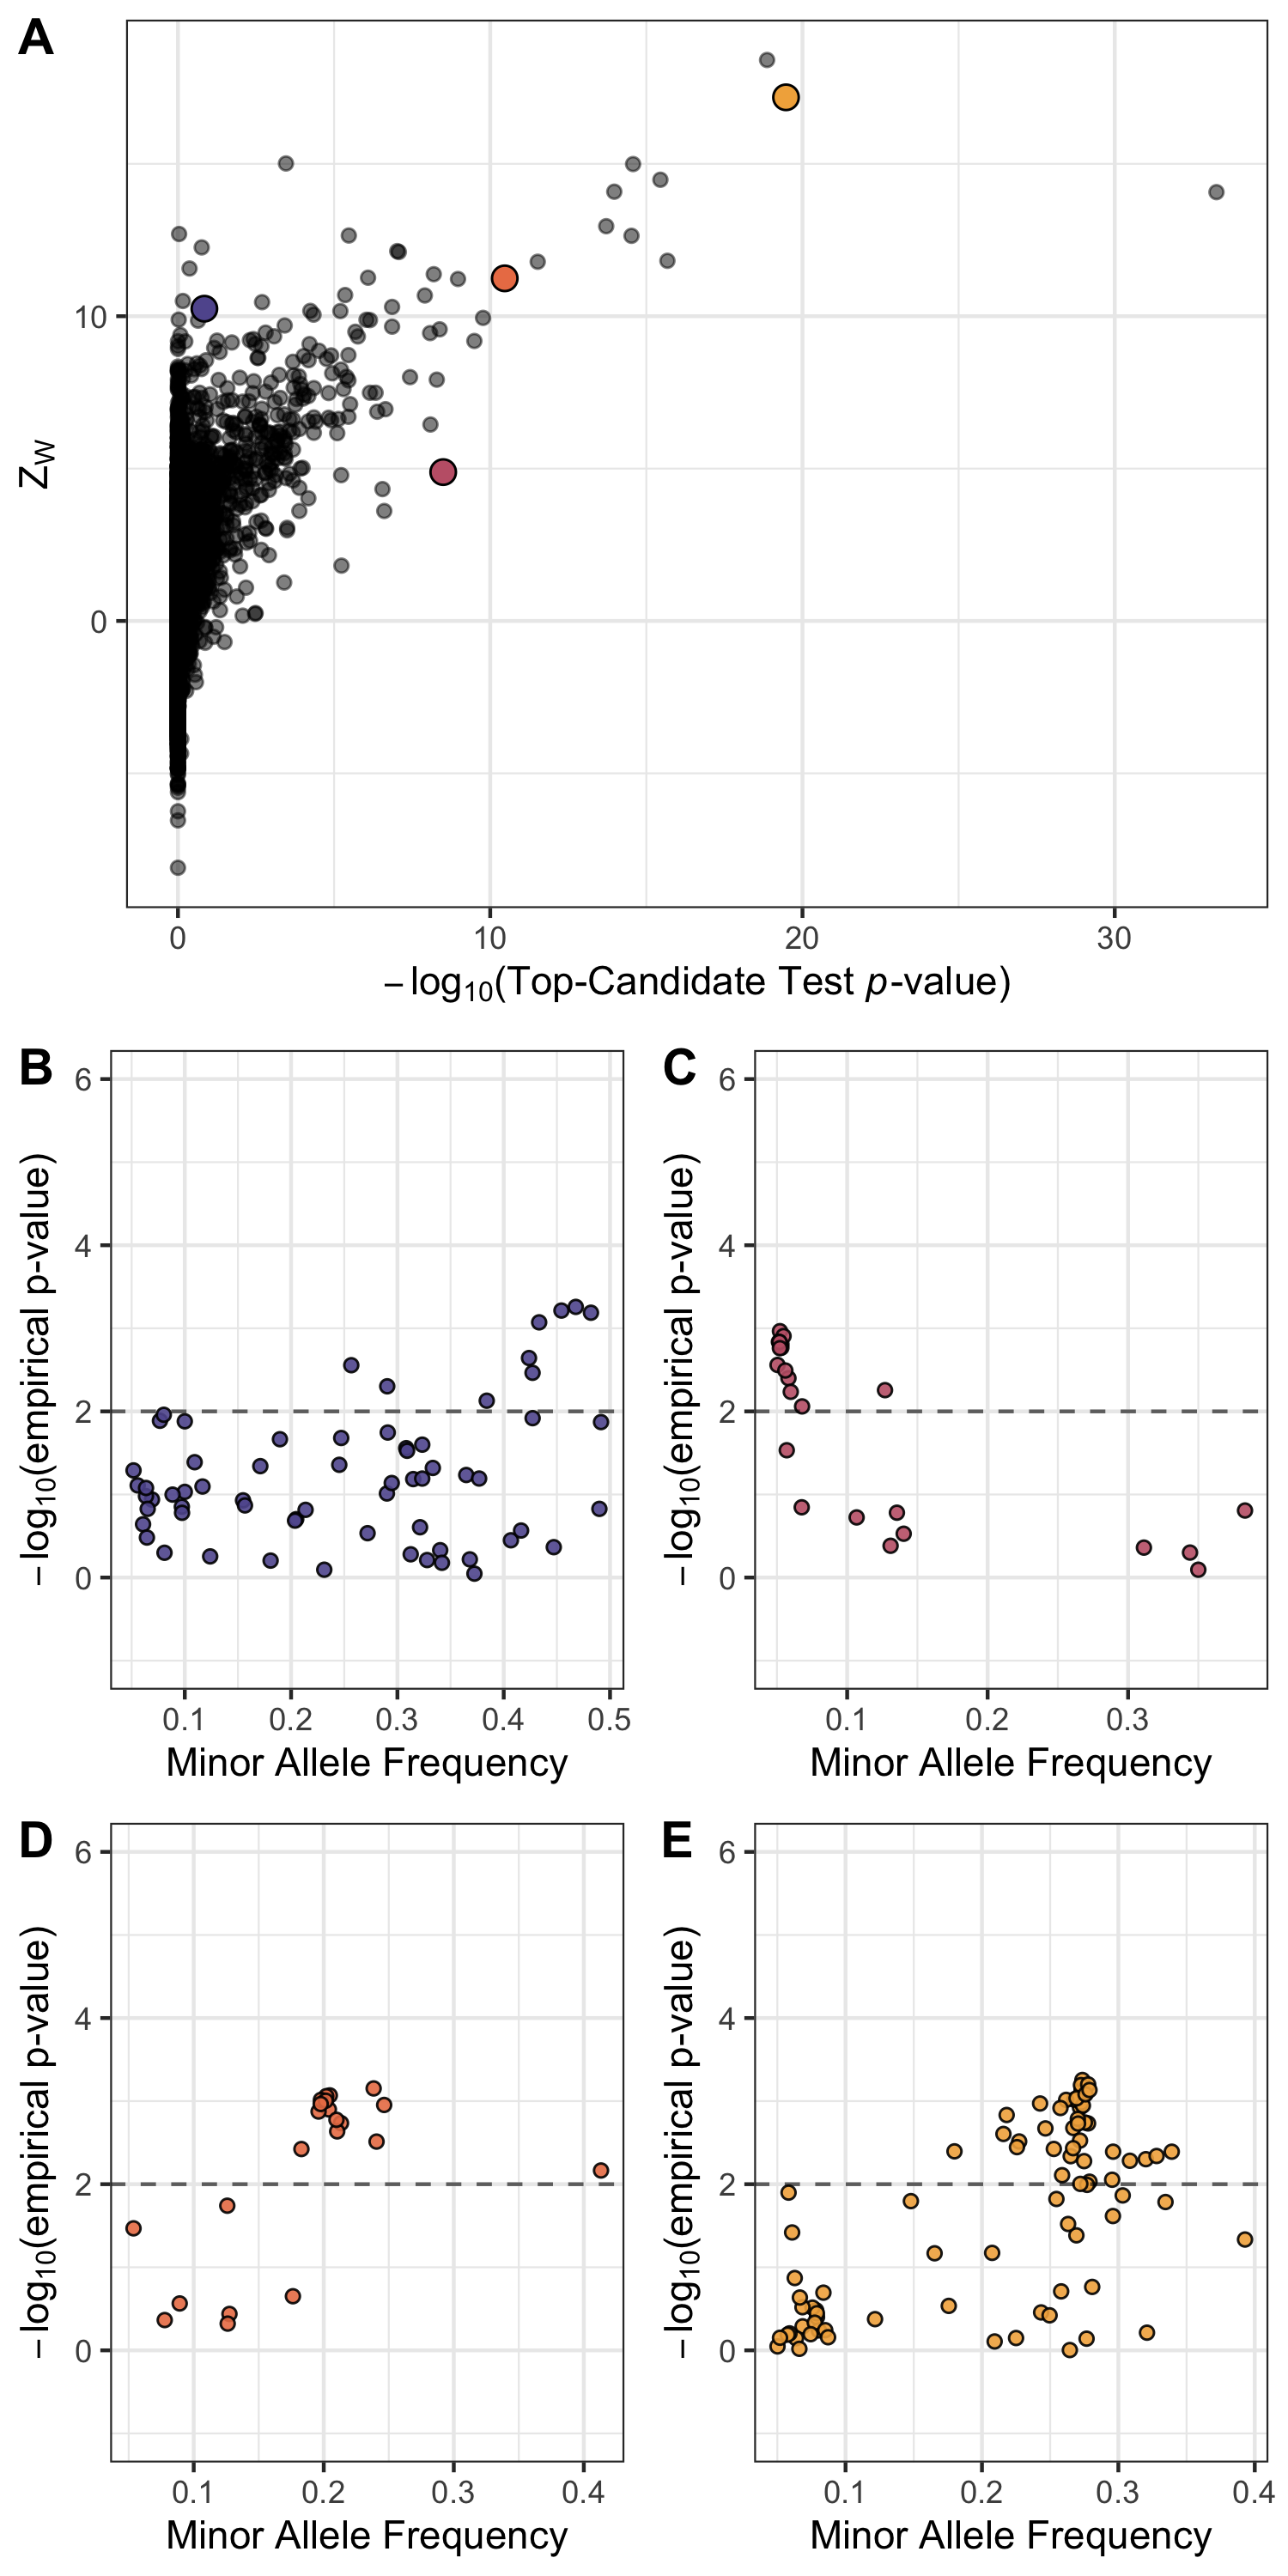 A
10
0
Z_W
0 10 20 30
−log₁₀(Top-Candidate Test p-value)
B
6
4
2
0
−log₁₀(empirical p-value)
0.1 0.2 0.3 0.4 0.5
Minor Allele Frequency
C
6
4
2
0
−log₁₀(empirical p-value)
0.1 0.2 0.3
Minor Allele Frequency
D
6
4
2
0
−log₁₀(empirical p-value)
0.1 0.2 0.3 0.4
Minor Allele Frequency
E
6
4
2
0
−log₁₀(empirical p-value)
0.1 0.2 0.3 0.4
Minor Allele Frequency